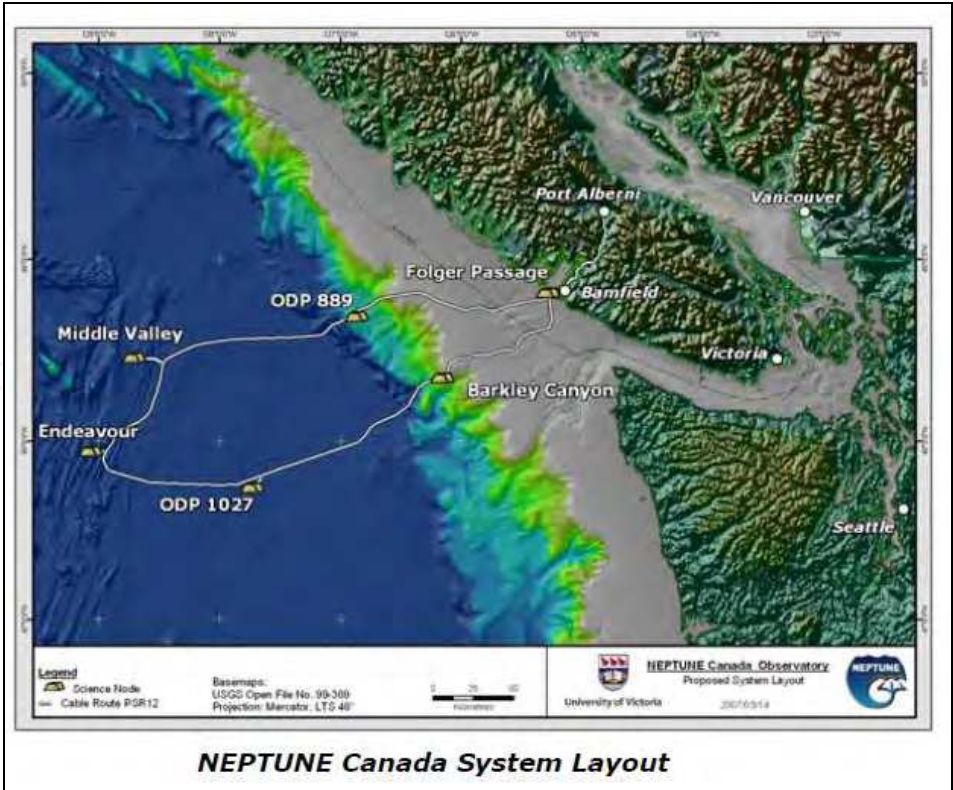 Port Alberni
Vancouver
Folger Passage
Bamfield
ODP 889
Middle Valley
Victoria
Barkley Canyon
Endeavour
ODP 1027
Seattle
Legend
Science Node
Cable Route PSR12
Basemaps:
USGS Open File No. 99-369
Projection: Mercator, LTS 48°
Kilometres
University of Victoria
NEPTUNE Canada Observatory
Proposed System Layout
NEPTUNE
NEPTUNE Canada System Layout